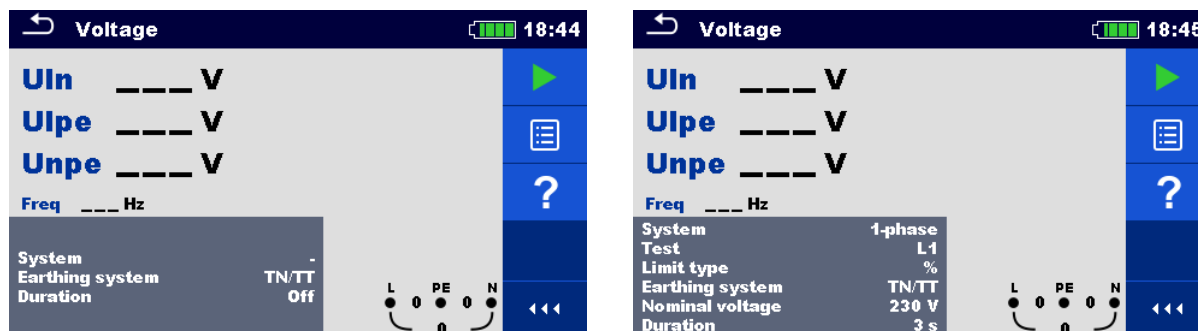 Voltage 18:44
Uln ___ V
Ulpe ___ V
Unpe ___ V
Freq ___ Hz
?
System -
Earthing system TN/TT
Duration Off
L PE N
0 0
0
Voltage 18:45
Uln ___ V
Ulpe ___ V
Unpe ___ V
Freq ___ Hz
?
System 1-phase
Test L1
Limit type %
Earthing system TN/TT
Nominal voltage 230 V
Duration 3 s
L PE N
0 0
0